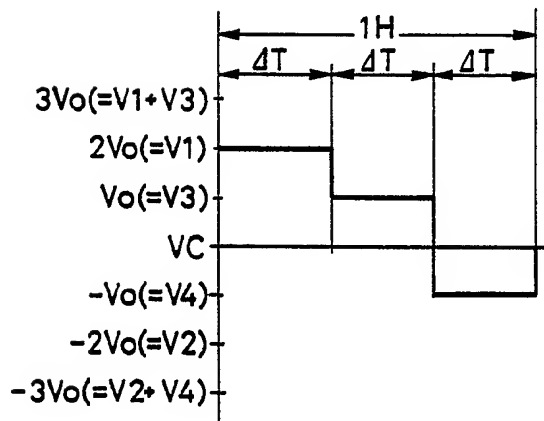 1H
ΔT ΔT ΔT
3Vo(=V1+V3)
2Vo(=V1)
Vo(=V3)
VC
-Vo(=V4)
-2Vo(=V2)
-3Vo(=V2+V4)